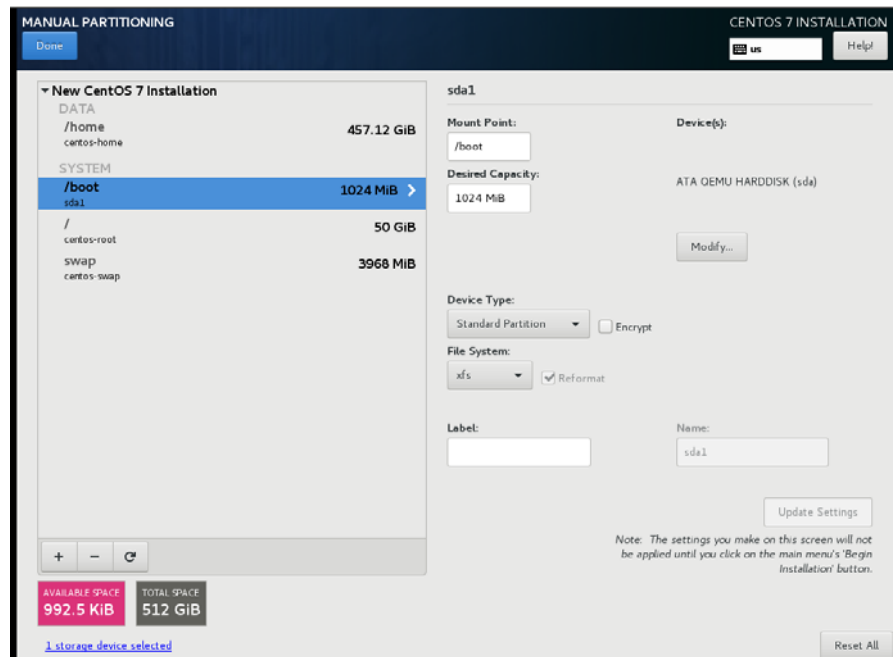 MANUAL PARTITIONING
CENTOS 7 INSTALLATION
Done
us
Help!
New CentOS 7 Installation
DATA
/home
457.12 GiB
centos-home
SYSTEM
/boot
1024 MiB
sda1
/
50 GiB
centos-root
swap
3968 MiB
centos-swap
+ −
AVAILABLE SPACE
992.5 KiB
TOTAL SPACE
512 GiB
1 storage device selected
sda1
Mount Point:
/boot
Desired Capacity:
1024 MiB
Device(s):
ATA QEMU HARDDISK (sda)
Modify...
Device Type:
Standard Partition
Encrypt
File System:
xfs
Reformat
Label:
Name:
sda1
Update Settings
Note: The settings you make on this screen will not
be applied until you click on the main menu's 'Begin
Installation' button.
Reset All